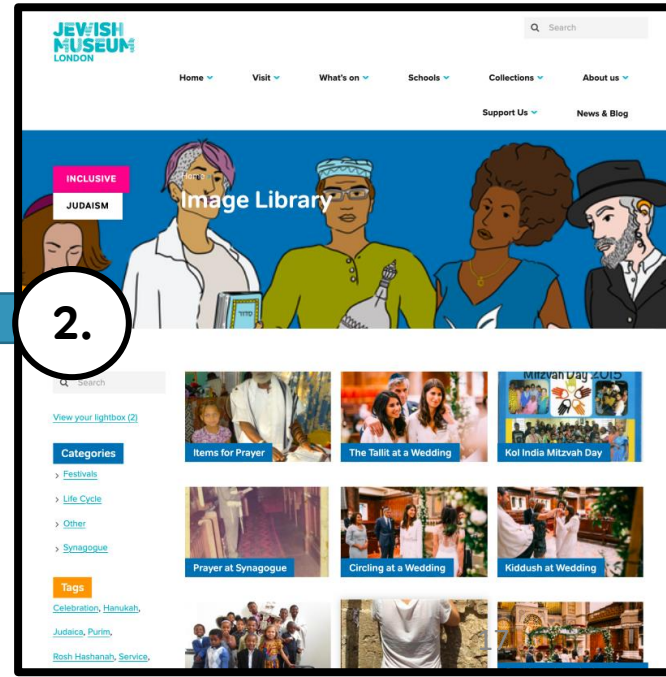 JEWISH
MUSEUM
LONDON
Search
Home
Visit
What's on
Schools
Collections
About us
Support Us
News & Blog
INCLUSIVE
JUDAISM
Home
Image Library
סדור
2.
Search
View your lightbox (2)
Categories
> Festivals
> Life Cycle
> Other
> Synagogue
Tags
Celebration, Hanukah,
Judaica, Purim,
Rosh Hashanah, Service,
Items for Prayer
The Tallit at a Wedding
Mitzvah Day 2015
Kol India Mitzvah Day
Prayer at Synagogue
Circling at a Wedding
Kiddush at Wedding
17